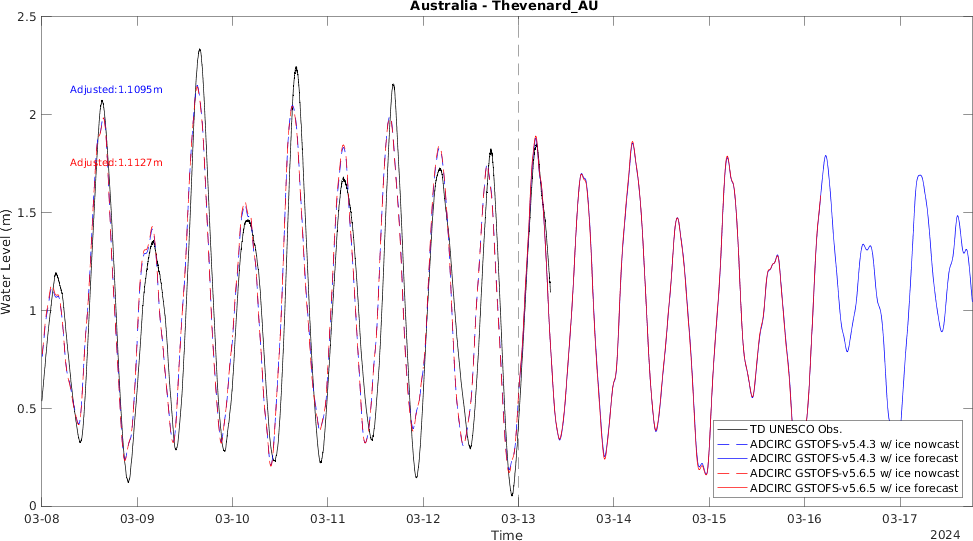 Australia - Thevenard_AU
2.5
2
1.5
1
0.5
0
Water Level (m)
Adjusted:1.1095m
Adjusted:1.1127m
TD UNESCO Obs.
ADCIRC GSTOFS-v5.4.3 w/ ice nowcast
ADCIRC GSTOFS-v5.4.3 w/ ice forecast
ADCIRC GSTOFS-v5.6.5 w/ ice nowcast
ADCIRC GSTOFS-v5.6.5 w/ ice forecast
03-08 03-09 03-10 03-11 03-12 03-13 03-14 03-15 03-16 03-17
Time
2024